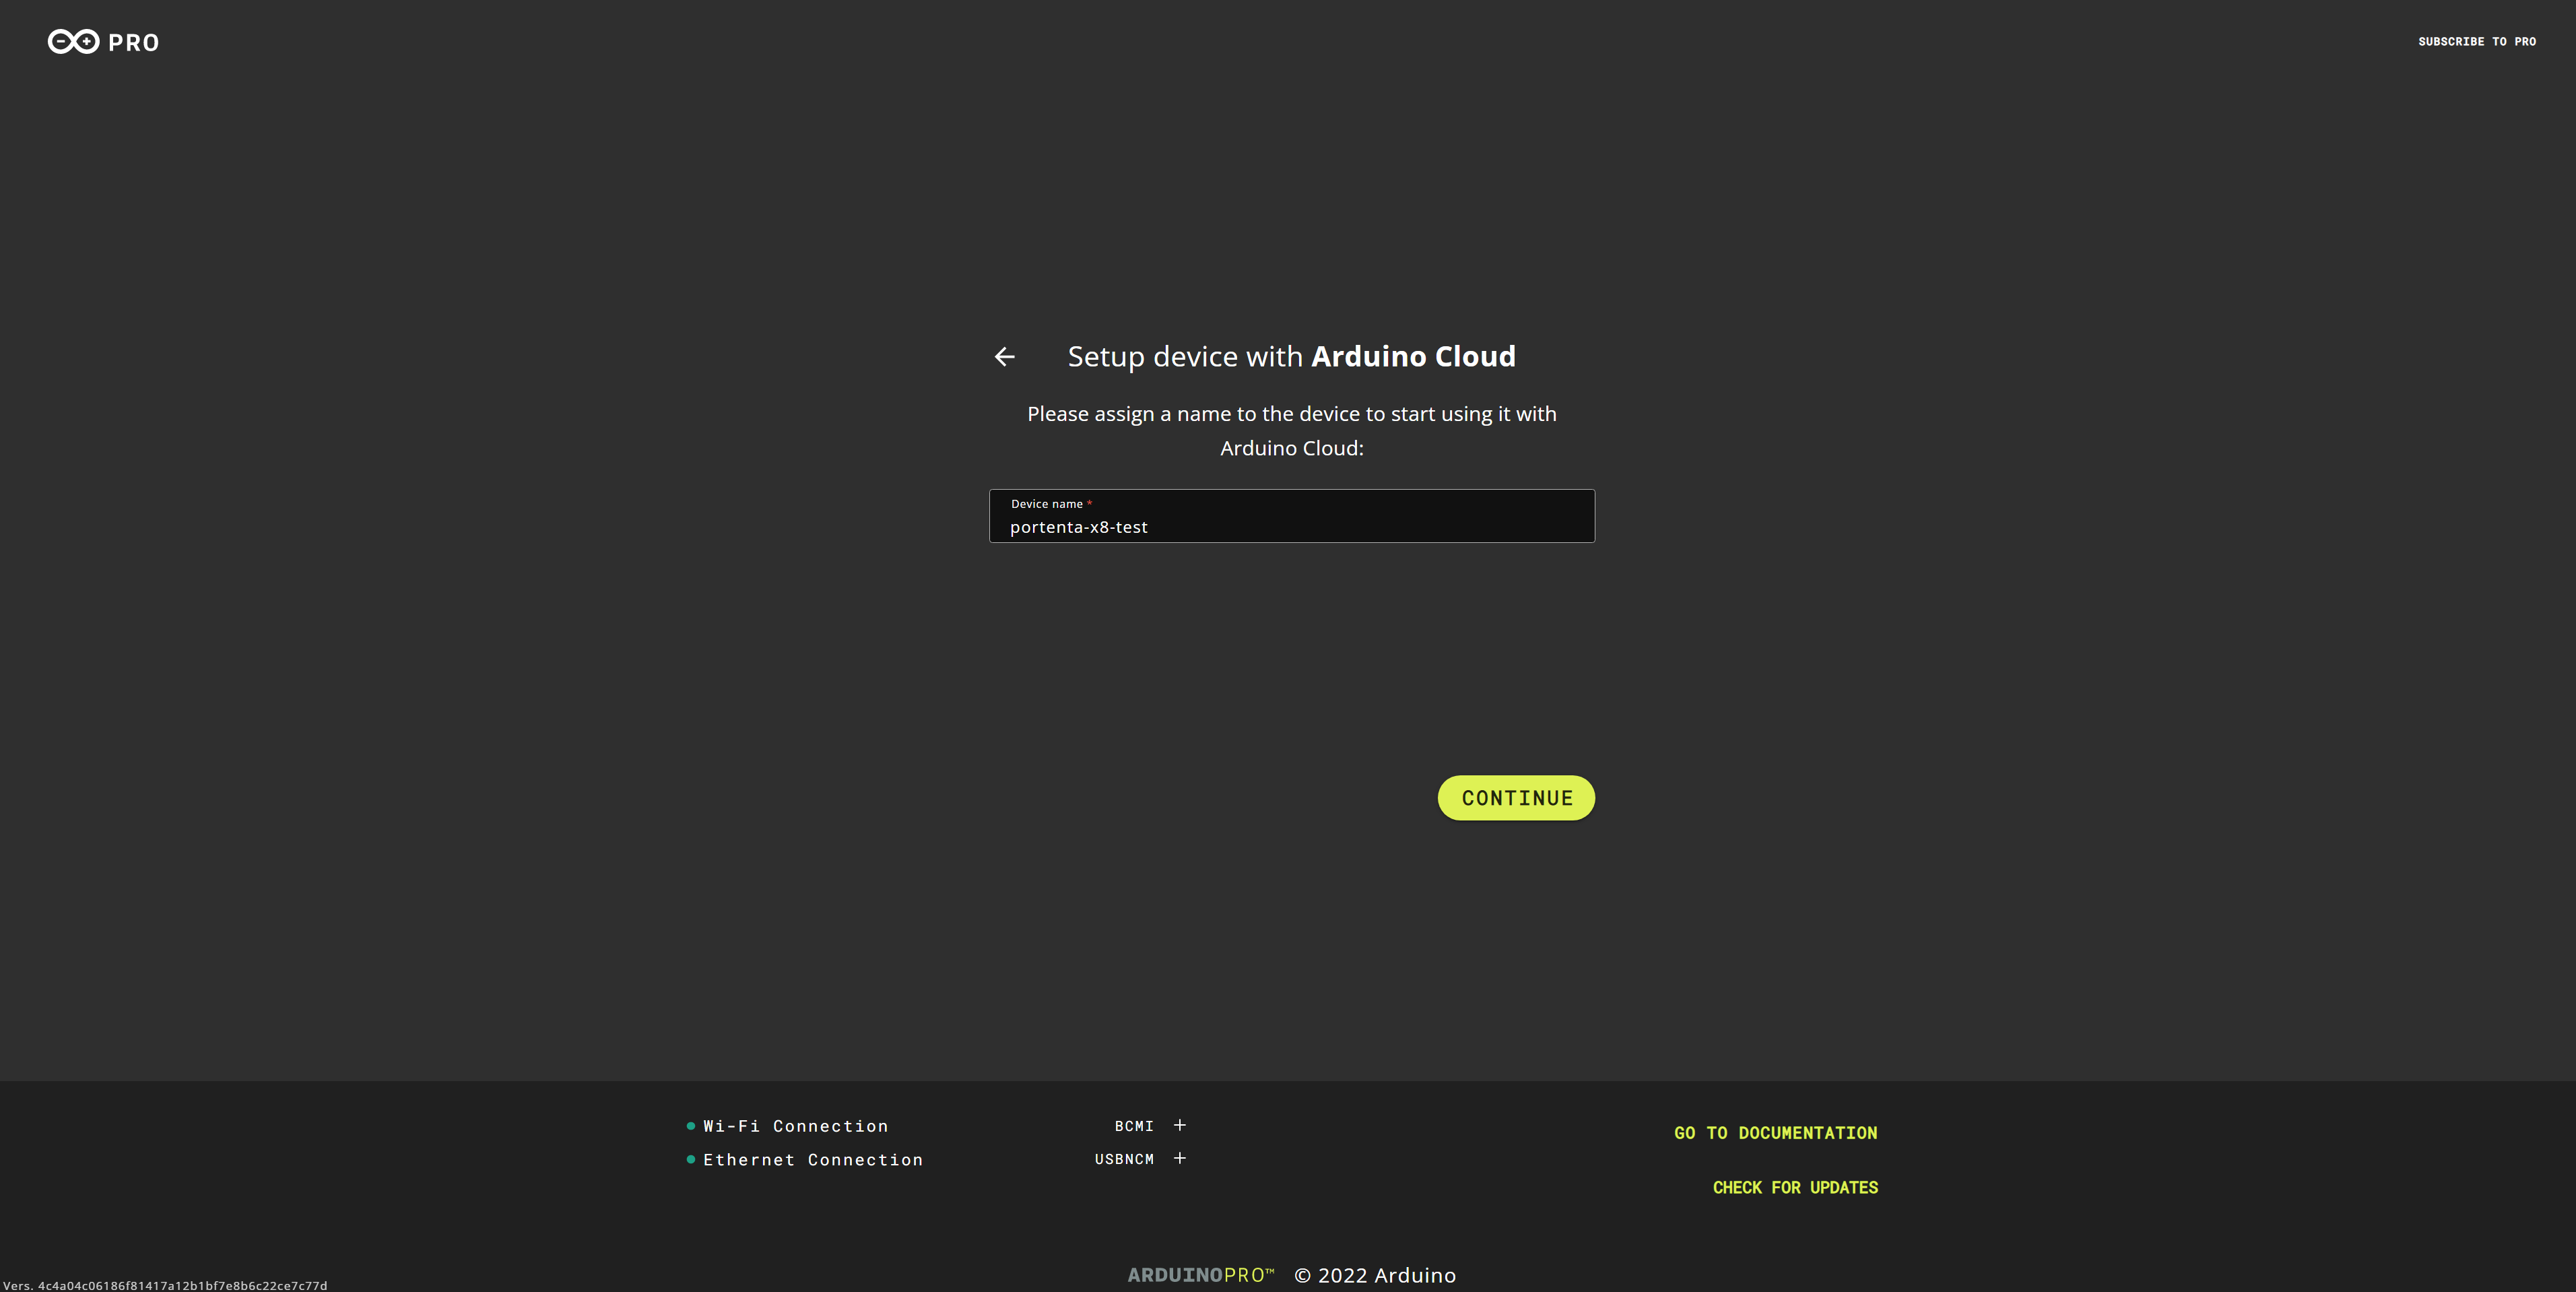 PRO
SUBSCRIBE TO PRO
Setup device with Arduino Cloud
Please assign a name to the device to start using it with
Arduino Cloud:
Device name *
portenta-x8-test
CONTINUE
Wi-Fi Connection
BCMI +
Ethernet Connection
USBNCM +
GO TO DOCUMENTATION
CHECK FOR UPDATES
ARDUINOPRO™ © 2022 Arduino
Vers. 4c4a04c06186f81417a12b1bf7e8b6c22ce7c77d